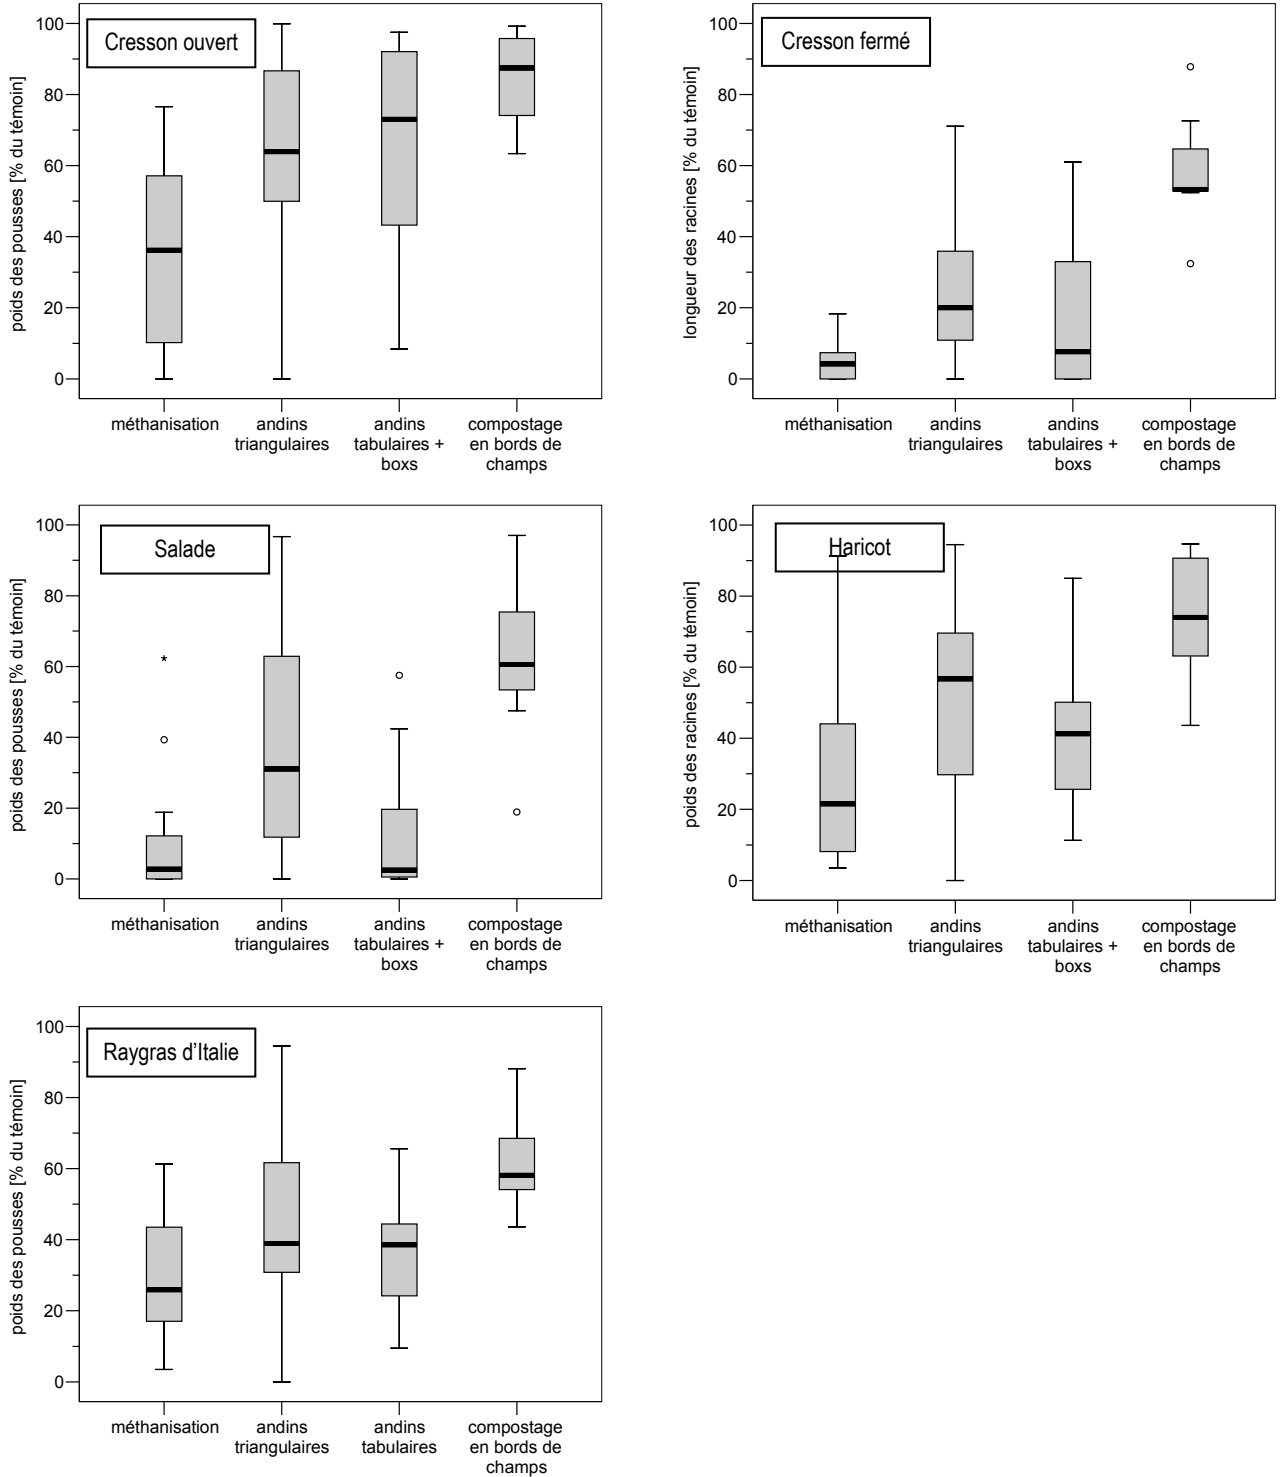 Cresson ouvert
poids des pousses [% du témoin]
100
80
60
40
20
0
méthanisation
andins
triangulaires
andins
tabulaires +
boxs
compostage
en bords de
champs
Cresson fermé
longueur des racines [% du témoin]
100
80
60
40
20
0
méthanisation
andins
triangulaires
andins
tabulaires +
boxs
compostage
en bords de
champs
Salade
poids des pousses [% du témoin]
100
80
60
40
20
0
méthanisation
andins
triangulaires
andins
tabulaires +
boxs
compostage
en bords de
champs
Haricot
poids des racines [% du témoin]
100
80
60
40
20
0
méthanisation
andins
triangulaires
andins
tabulaires +
boxs
compostage
en bords de
champs
Raygras d'Italie
poids des pousses [% du témoin]
100
80
60
40
20
0
méthanisation
andins
triangulaires
andins
tabulaires
compostage
en bords de
champs